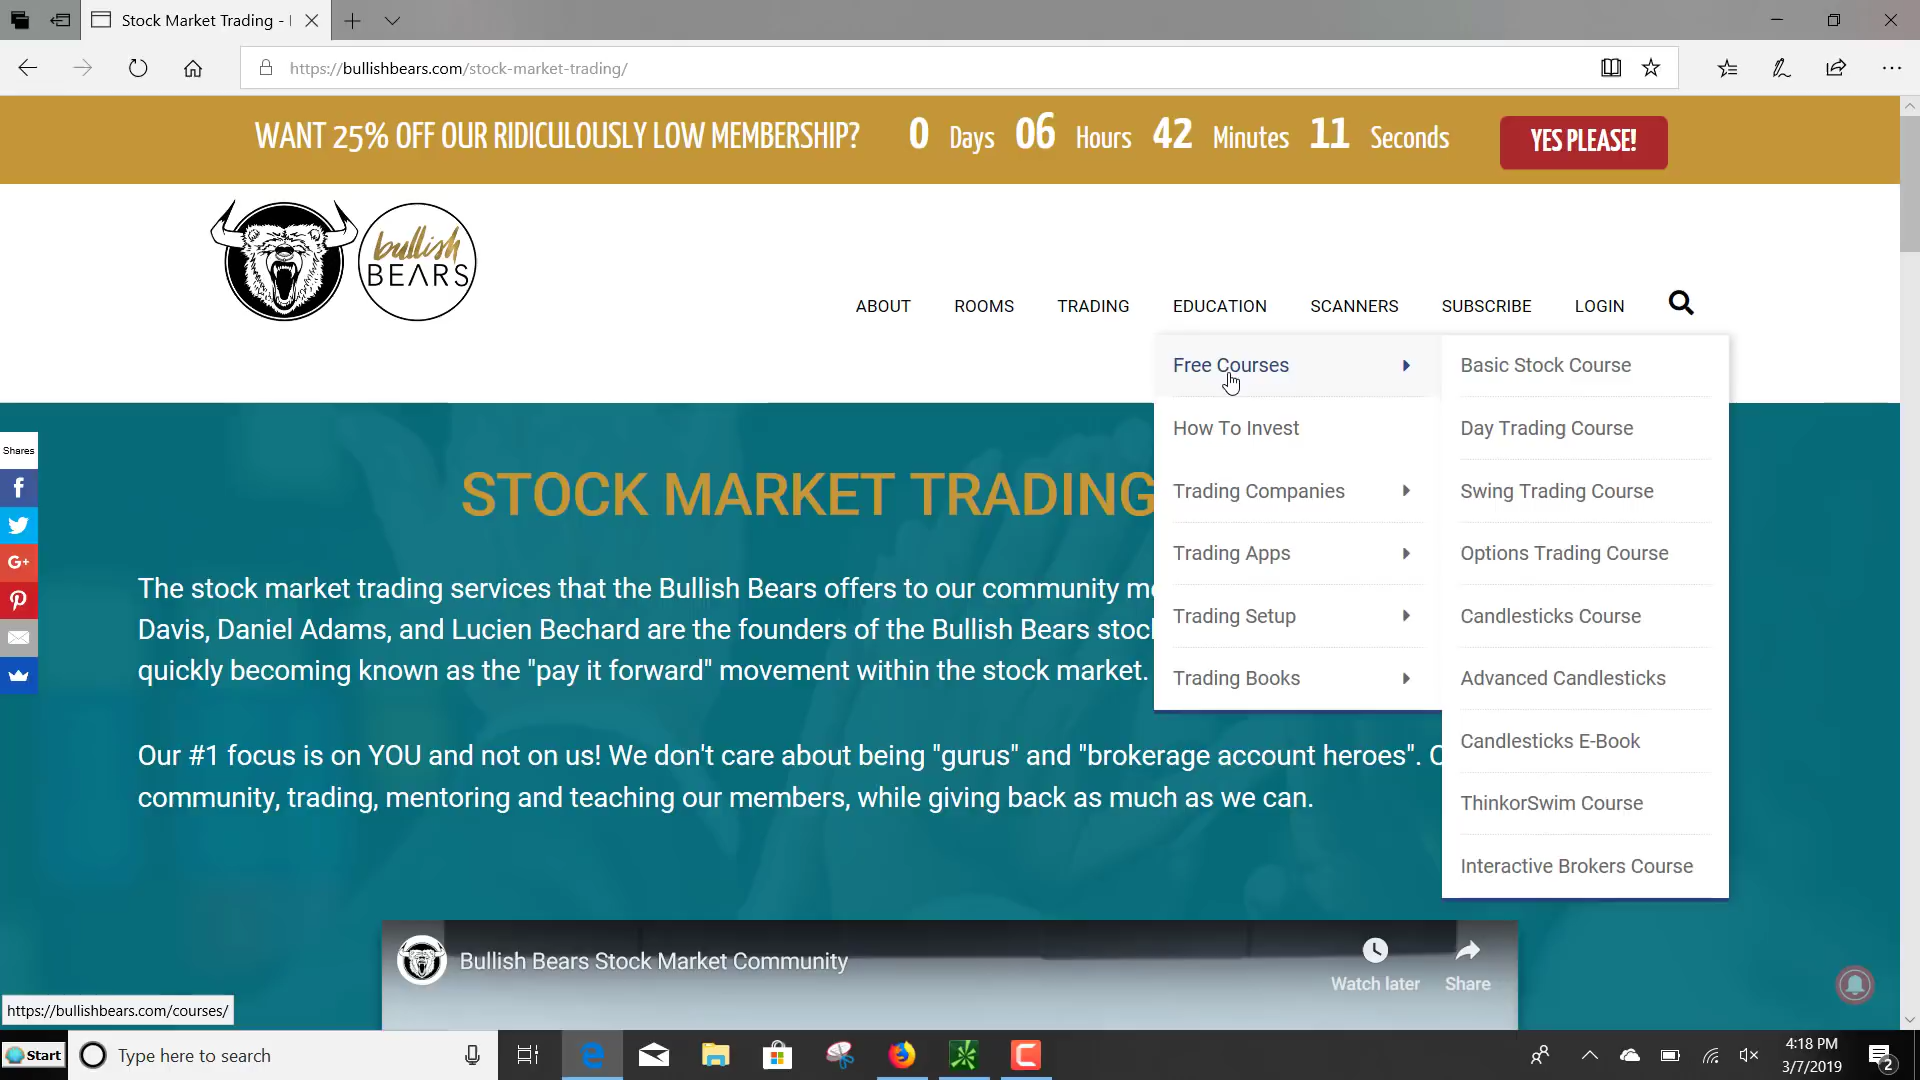 Stock Market Trading -
https://bullishbears.com/stock-market-trading/
WANT 25% OFF OUR RIDICULOUSLY LOW MEMBERSHIP? 0 Days 06 Hours 42 Minutes 11 Seconds YES PLEASE!
bullish
BEARS
ABOUT ROOMS TRADING EDUCATION SCANNERS SUBSCRIBE LOGIN
Free Courses
How To Invest
Trading Companies
Trading Apps
Trading Setup
Trading Books
Basic Stock Course
Day Trading Course
Swing Trading Course
Options Trading Course
Candlesticks Course
Advanced Candlesticks
Candlesticks E-Book
ThinkorSwim Course
Interactive Brokers Course
Shares
STOCK MARKET TRADING
The stock market trading services that the Bullish Bears offers to our community
Davis, Daniel Adams, and Lucien Bechard are the founders of the Bullish Bears
quickly becoming known as the "pay it forward" movement within the stock market.
Our #1 focus is on YOU and not on us! We don't care about being "gurus" and "brokerage account heroes".
community, trading, mentoring and teaching our members, while giving back as much as we can.
Bullish Bears Stock Market Community
Watch later Share
https://bullishbears.com/courses/
Start
Type here to search
4:18 PM
3/7/2019
2